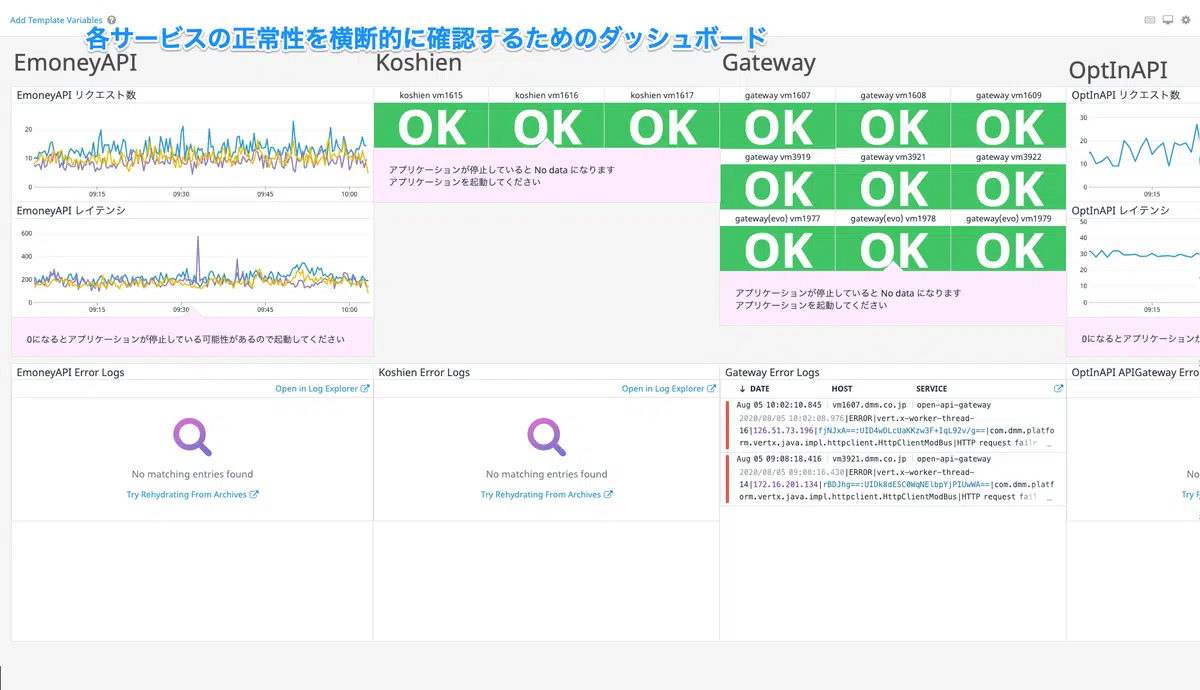 Add Template Variables
各サービスの正常性を横断的に確認するためのダッシュボード
EmoneyAPI
EmoneyAPI リクエスト数
20
10
0
09:15 09:30 09:45 10:00
EmoneyAPI レイテンシ
600
400
200
0
09:15 09:30 09:45 10:00
0になるとアプリケーションが停止している可能性があるので起動してください
Koshien
koshien vm1615 koshien vm1616 koshien vm1617
OK OK OK
アプリケーションが停止していると No data になります
アプリケーションを起動してください
Gateway
gateway vm1607 gateway vm1608 gateway vm1609
OK OK OK
gateway vm3919 gateway vm3921 gateway vm3922
OK OK OK
gateway(evo) vm1977 gateway(evo) vm1978 gateway(evo) vm1979
OK OK OK
アプリケーションが停止していると No data になります
アプリケーションを起動してください
OptInAPI
OptInAPI リクエスト数
30
20
10
0
09:15
OptInAPI レイテンシ
50
40
30
20
10
0
09:15
0になるとアプリケーションが
EmoneyAPI Error Logs
Open in Log Explorer
No matching entries found
Try Rehydrating From Archives
Koshien Error Logs
Open in Log Explorer
No matching entries found
Try Rehydrating From Archives
Gateway Error Logs
↓ DATE HOST SERVICE
Aug 05 10:02:10.845 vm1607.dmm.co.jp open-api-gateway
2020/08/05 10:02:08.976|ERROR|vert.x-worker-thread-
16|126.51.73.196|fjNJxA==:UID4wDLcUaKKzw3F+IqL92v/g==|com.dmm.platfo
rm.vertx.java.impl.httpclient.HttpClientModBus|HTTP request faile …
Aug 05 09:08:18.416 vm3921.dmm.co.jp open-api-gateway
2020/08/05 09:08:16.430|ERROR|vert.x-worker-thread-
14|172.16.201.134|rBDJhg==:UIDk8dESC0WqNElbpYjPIUwWA==|com.dmm.platf
orm.vertx.java.impl.httpclient.HttpClientModBus|HTTP request fail …
OptInAPI APIGateway Erro
No
Try